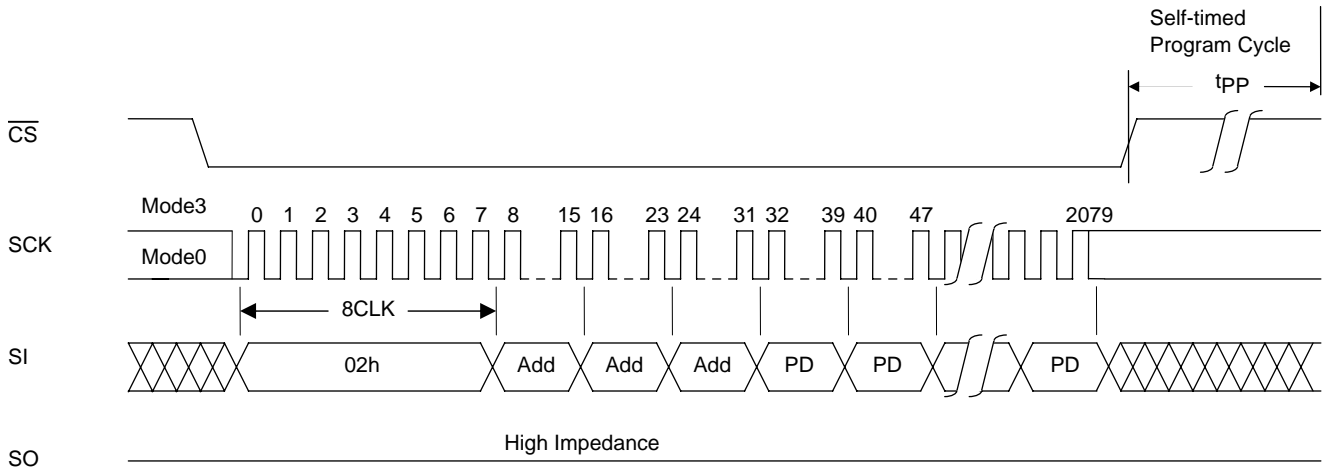 Self-timed
Program Cycle
tPP
CS
Mode3
0 1 2 3 4 5 6 7 8 15 16 23 24 31 32 39 40 47 2079
SCK
Mode0
8CLK
SI
02h Add Add Add PD PD PD
High Impedance
SO